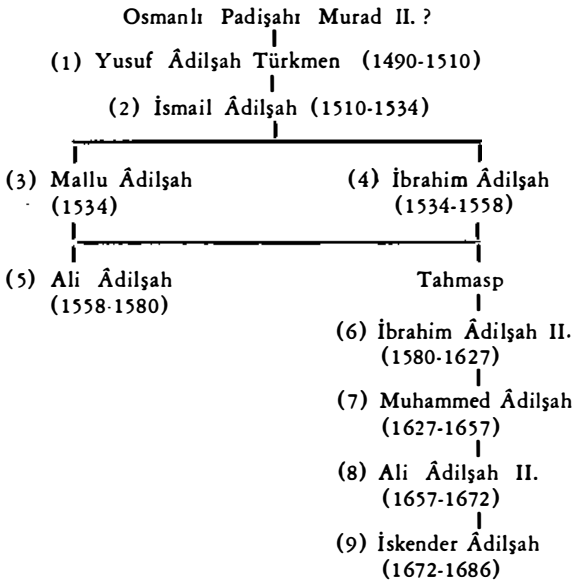 Osmanlı Padişahı Murad II. ?
(1) Yusuf Âdilşah Türkmen (1490-1510)
(2) İsmail Âdilşah (1510-1534)
(3) Mallu Âdilşah (4) İbrahim Âdilşah
(1534) (1534-1558)
(5) Ali Âdilşah Tahmasp
(1558-1580)
(6) İbrahim Âdilşah II.
(1580-1627)
(7) Muhammed Âdilşah
(1627-1657)
(8) Ali Âdilşah II.
(1657-1672)
(9) İskender Âdilşah
(1672-1686)